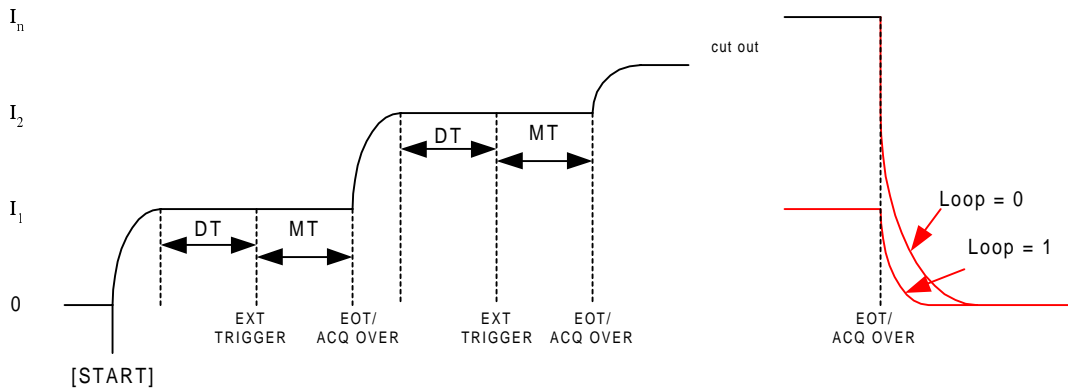 Iₙ
cut out
I₂
DT
MT
Loop = 0
I₁
DT
MT
Loop = 1
0
EXT
TRIGGER
EOT/
ACQ OVER
EXT
TRIGGER
EOT/
ACQ OVER
EOT/
ACQ OVER
[START]